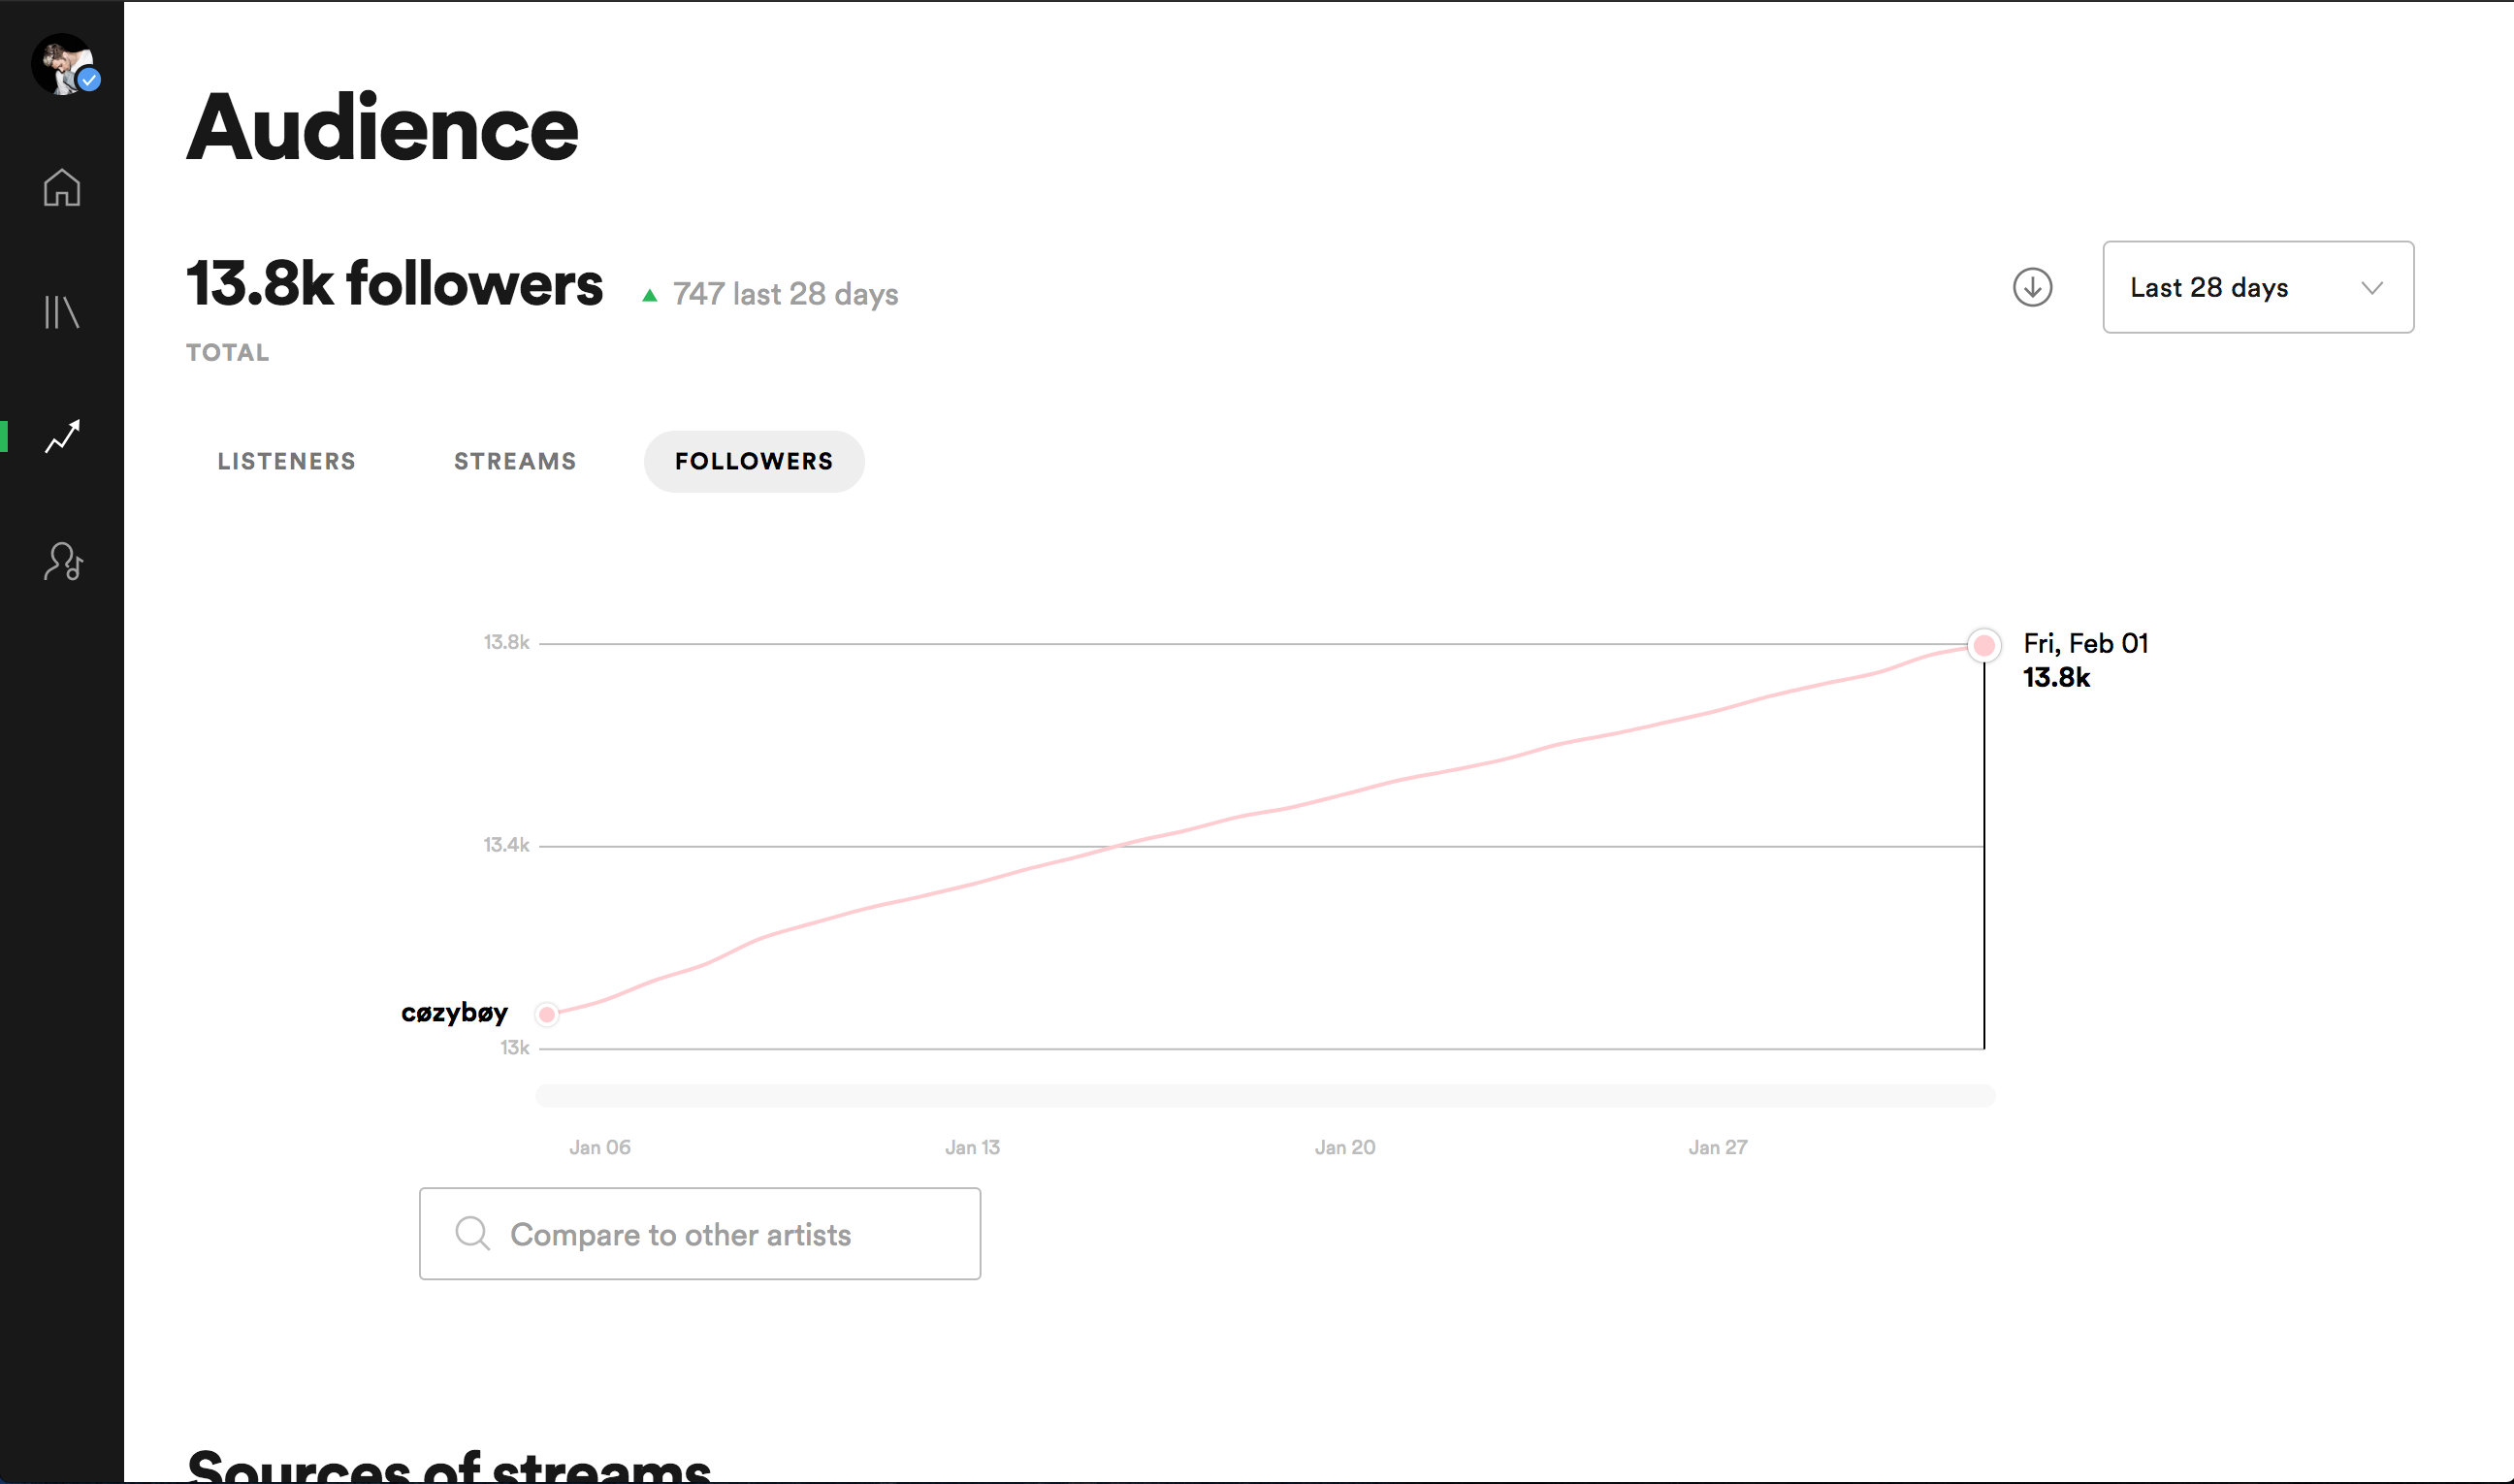 Audience
13.8k followers 747 last 28 days
TOTAL
Last 28 days
LISTENERS STREAMS FOLLOWERS
13.8k
Fri, Feb 01
13.8k
13.4k
cøzybøy
13k
Jan 06 Jan 13 Jan 20 Jan 27
Compare to other artists
Sources of streams